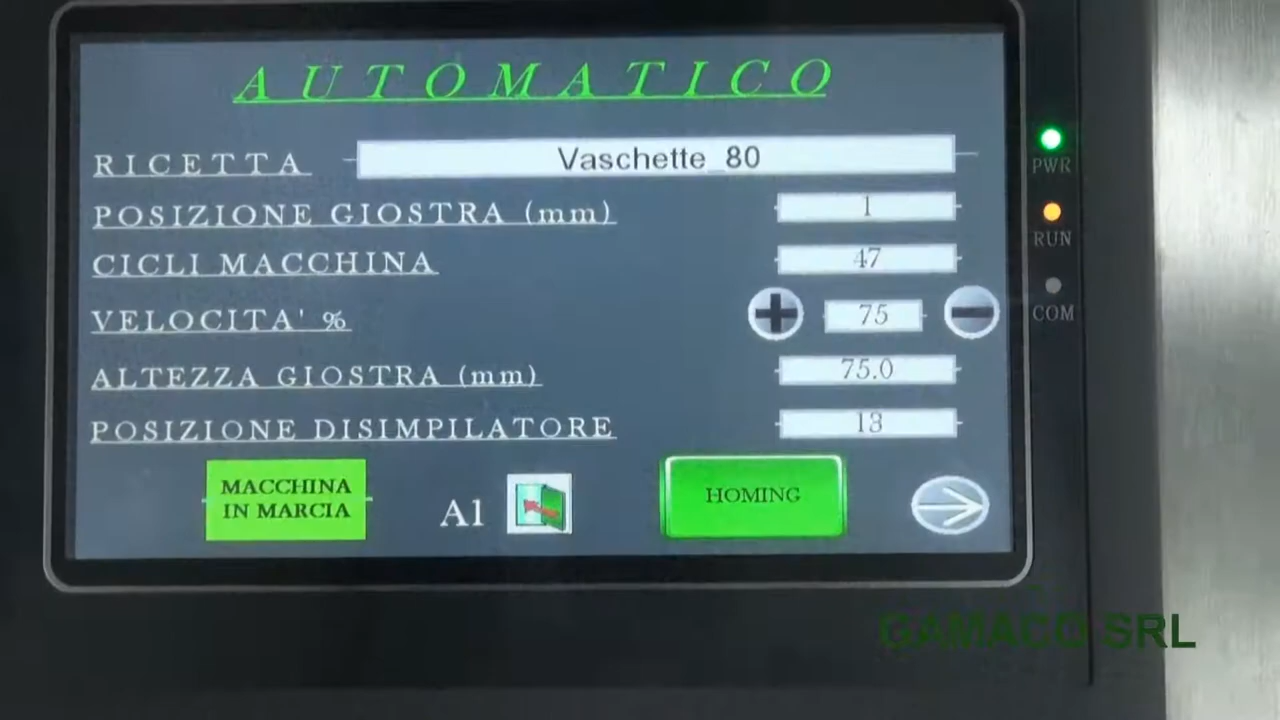 AUTOMATICO
RICETTA Vaschette_80
POSIZIONE GIOSTRA (mm) 1
CICLI MACCHINA 47
VELOCITA' % 75
ALTEZZA GIOSTRA (mm) 75.0
POSIZIONE DISIMPILATORE 13
MACCHINA
IN MARCIA
A1
HOMING
PWR
RUN
COM
GAMACO SRL